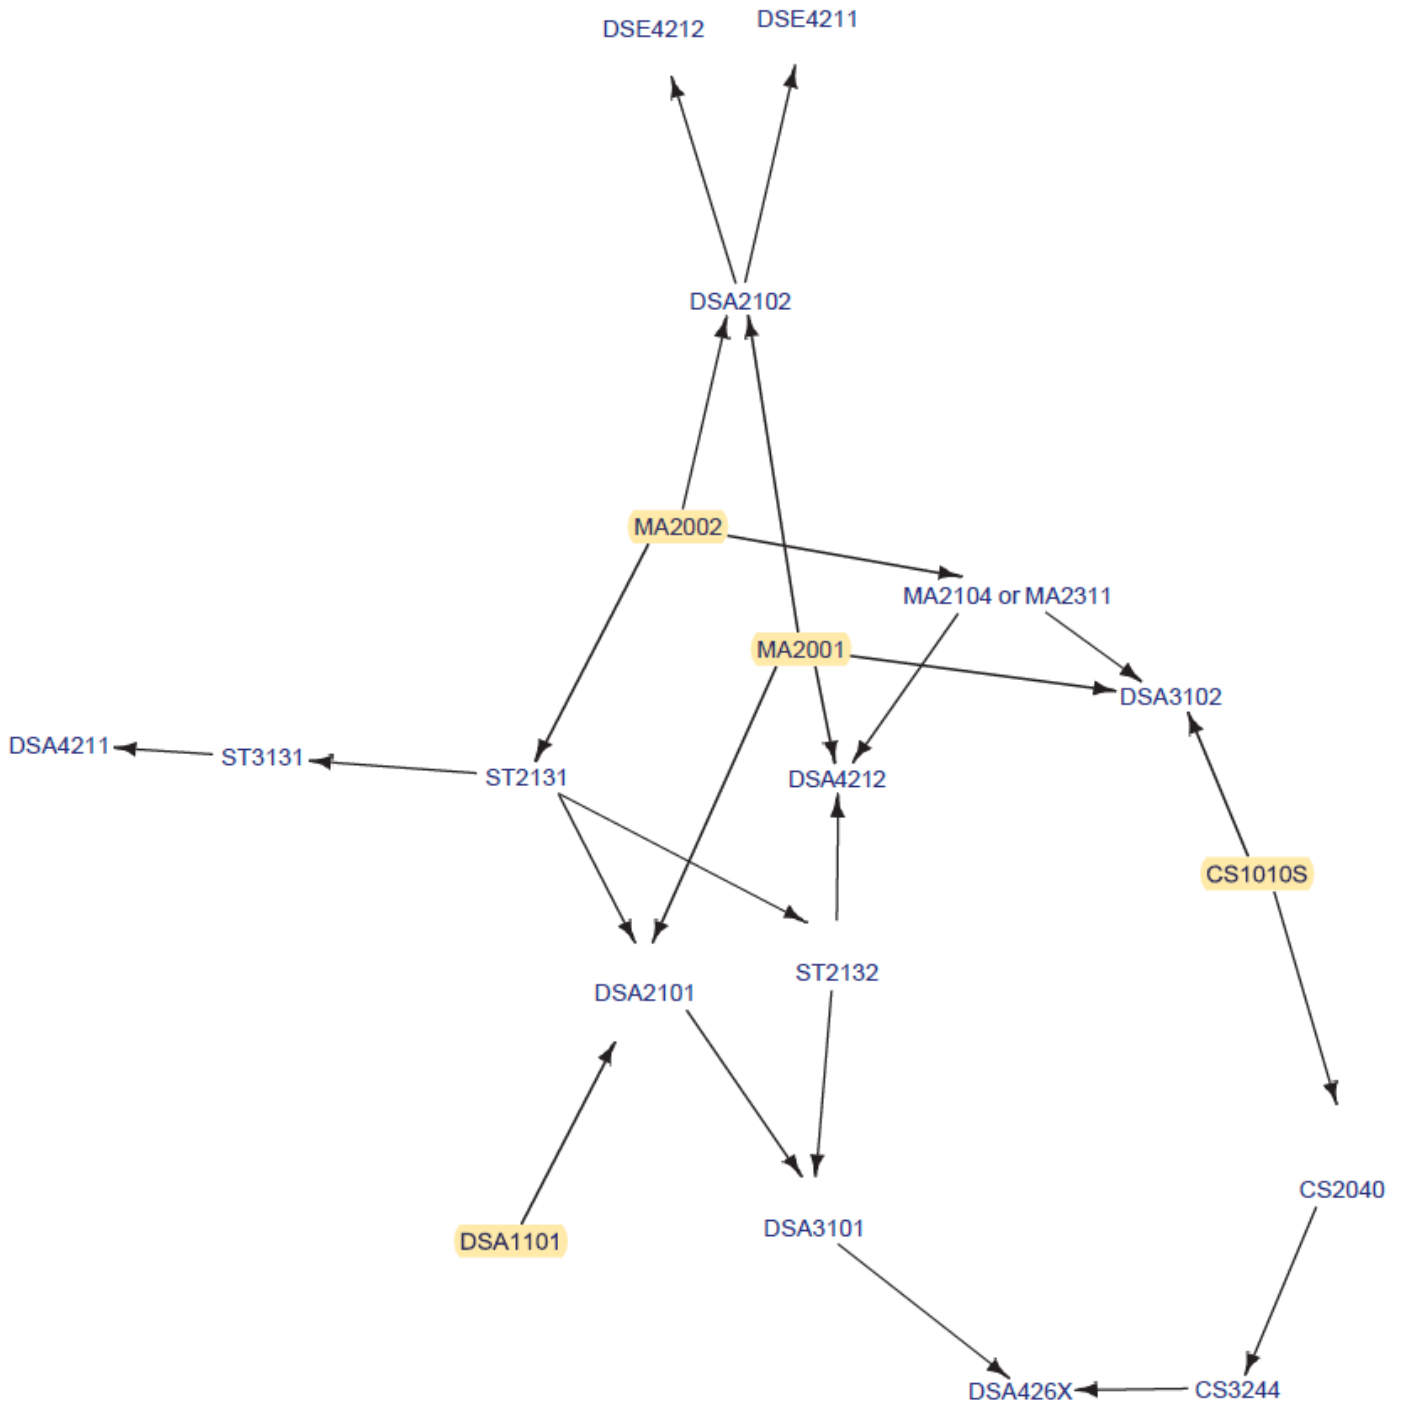 DSE4212
DSE4211
DSA2102
MA2002
MA2104 or MA2311
MA2001
DSA3102
DSA4211
ST3131
ST2131
DSA4212
CS1010S
ST2132
DSA2101
CS2040
DSA3101
DSA1101
DSA426X
CS3244